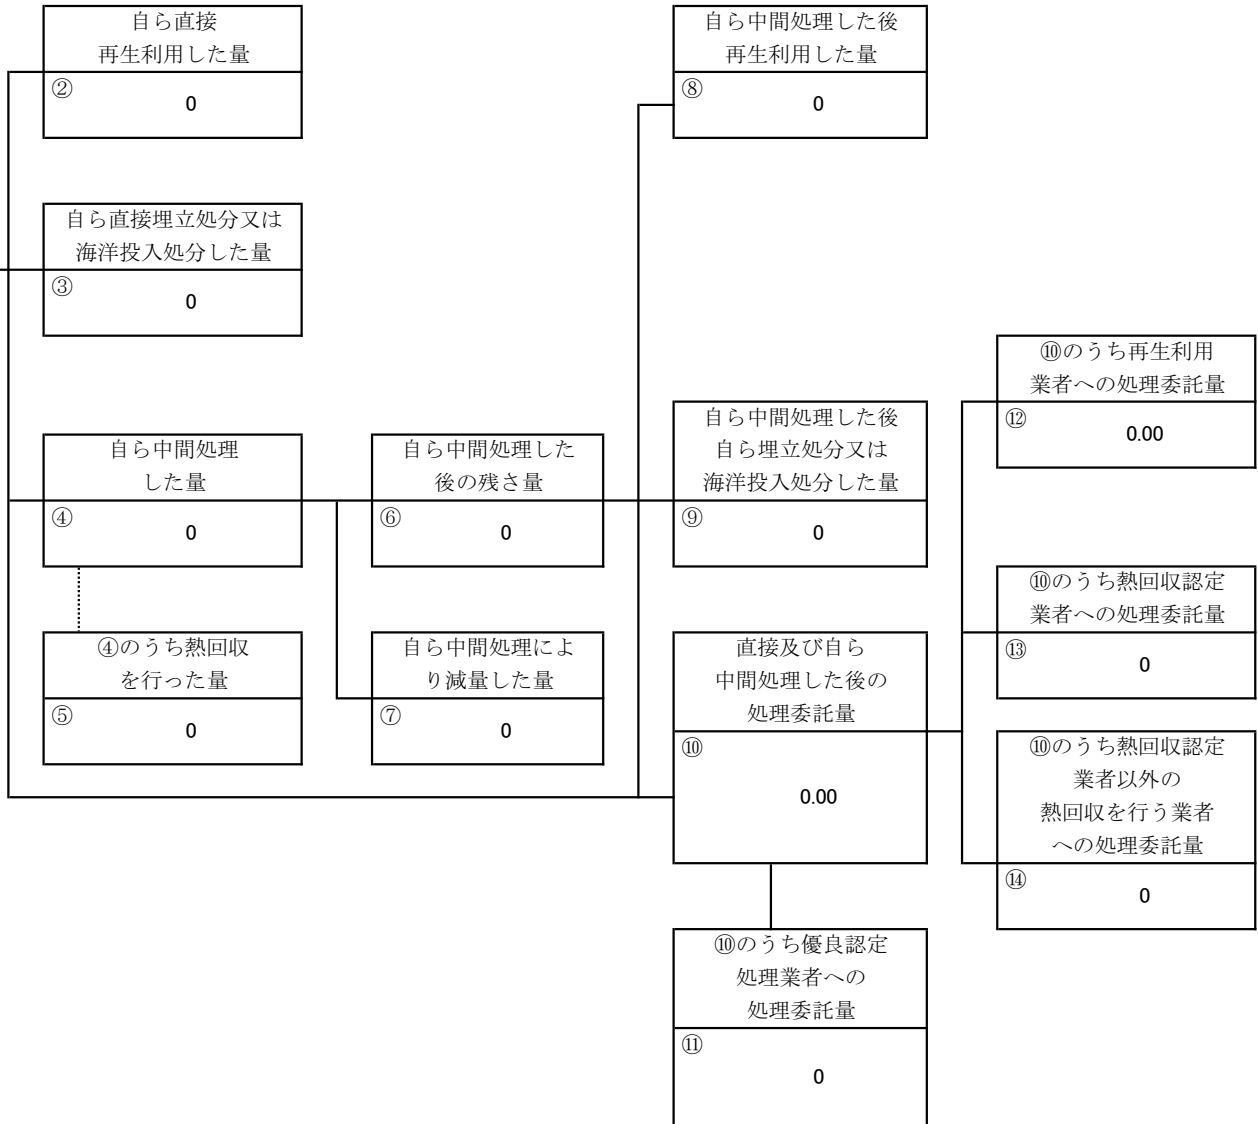 自ら直接
再生利用した量
②
0
自ら中間処理した後
再生利用した量
⑧
0
自ら直接埋立処分又は
海洋投入処分した量
③
0
⑩のうち再生利用
業者への処理委託量
⑫
0.00
自ら中間処理
した量
④
0
自ら中間処理した
後の残さ量
⑥
0
自ら中間処理した後
自ら埋立処分又は
海洋投入処分した量
⑨
0
⑩のうち熱回収認定
業者への処理委託量
⑬
0
④のうち熱回収
を行った量
⑤
0
自ら中間処理によ
り減量した量
⑦
0
直接及び自ら
中間処理した後の
処理委託量
⑩
0.00
⑩のうち熱回収認定
業者以外の
熱回収を行う業者
への処理委託量
⑭
0
⑩のうち優良認定
処理業者への
処理委託量
⑪
0